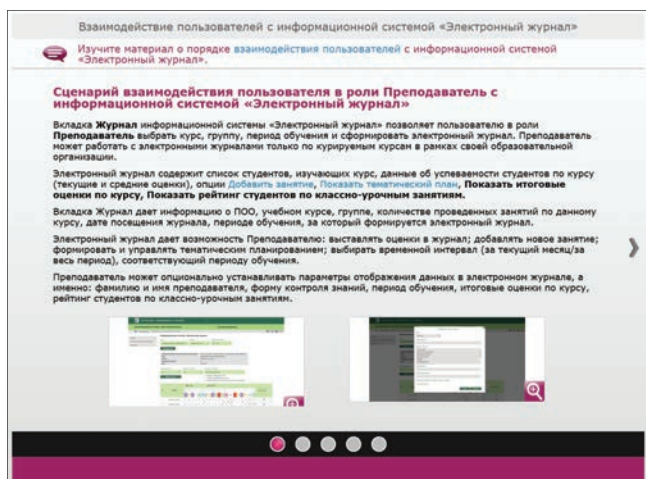 Взаимодействие пользователей с информационной системой «Электронный журнал»
Изучите материал о порядке взаимодействия пользователей с информационной системой
«Электронный журнал».
Сценарий взаимодействия пользователя в роли Преподаватель с
информационной системой «Электронный журнал»
Вкладка Журнал информационной системы «Электронный журнал» позволяет пользователю в роли
Преподаватель выбрать курс, группу, период обучения и сформировать электронный журнал. Преподаватель
может работать с электронными журналами только по курируемым курсам в рамках своей образовательной
организации.
Электронный журнал содержит список студентов, изучающих курс, данные об успеваемости студентов по курсу
(текущие и средние оценки), опции Добавить занятие, Показать тематический план, Показать итоговые
оценки по курсу, Показать рейтинг студентов по классно-урочным занятиям.
Вкладка Журнал дает информацию о ПОО, учебном курсе, группе, количестве проведенных занятий по данному
курсу, дате посещения журнала, периоде обучения, за который формируется электронный журнал.
Электронный журнал дает возможность Преподавателю: выставлять оценки в журнал; добавлять новое занятие;
формировать и управлять тематическим планированием; выбирать временной интервал (за текущий месяц/за
весь период), соответствующий периоду обучения.
Преподаватель может опционально устанавливать параметры отображения данных в электронном журнале, а
именно: фамилию и имя преподавателя, форму контроля знаний, период обучения, итоговые оценки по курсу,
рейтинг студентов по классно-урочным занятиям.